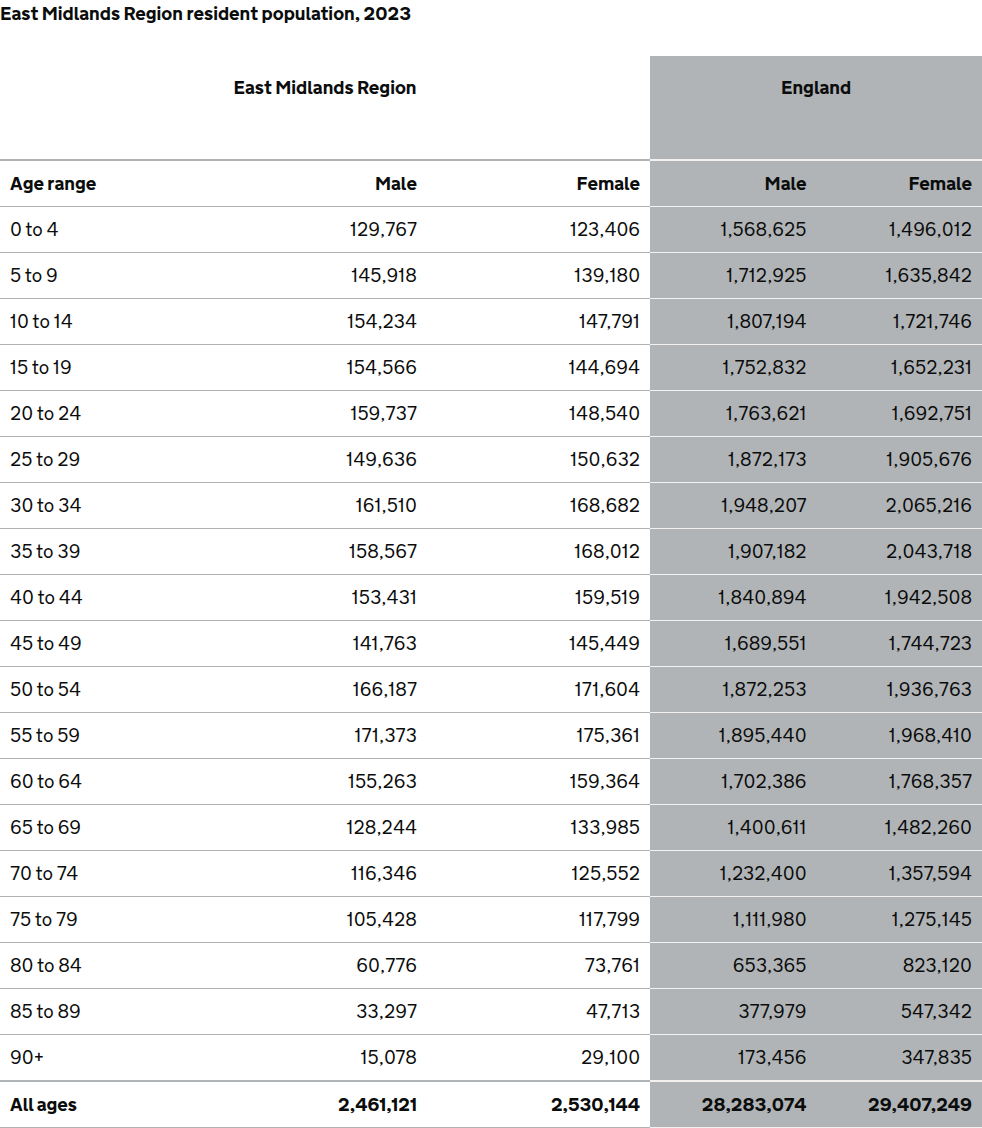 East Midlands Region resident population, 2023
East Midlands Region England
Age range Male Female Male Female
0 to 4 129,767 123,406 1,568,625 1,496,012
5 to 9 145,918 139,180 1,712,925 1,635,842
10 to 14 154,234 147,791 1,807,194 1,721,746
15 to 19 154,566 144,694 1,752,832 1,652,231
20 to 24 159,737 148,540 1,763,621 1,692,751
25 to 29 149,636 150,632 1,872,173 1,905,676
30 to 34 161,510 168,682 1,948,207 2,065,216
35 to 39 158,567 168,012 1,907,182 2,043,718
40 to 44 153,431 159,519 1,840,894 1,942,508
45 to 49 141,763 145,449 1,689,551 1,744,723
50 to 54 166,187 171,604 1,872,253 1,936,763
55 to 59 171,373 175,361 1,895,440 1,968,410
60 to 64 155,263 159,364 1,702,386 1,768,357
65 to 69 128,244 133,985 1,400,611 1,482,260
70 to 74 116,346 125,552 1,232,400 1,357,594
75 to 79 105,428 117,799 1,111,980 1,275,145
80 to 84 60,776 73,761 653,365 823,120
85 to 89 33,297 47,713 377,979 547,342
90+ 15,078 29,100 173,456 347,835
All ages 2,461,121 2,530,144 28,283,074 29,407,249